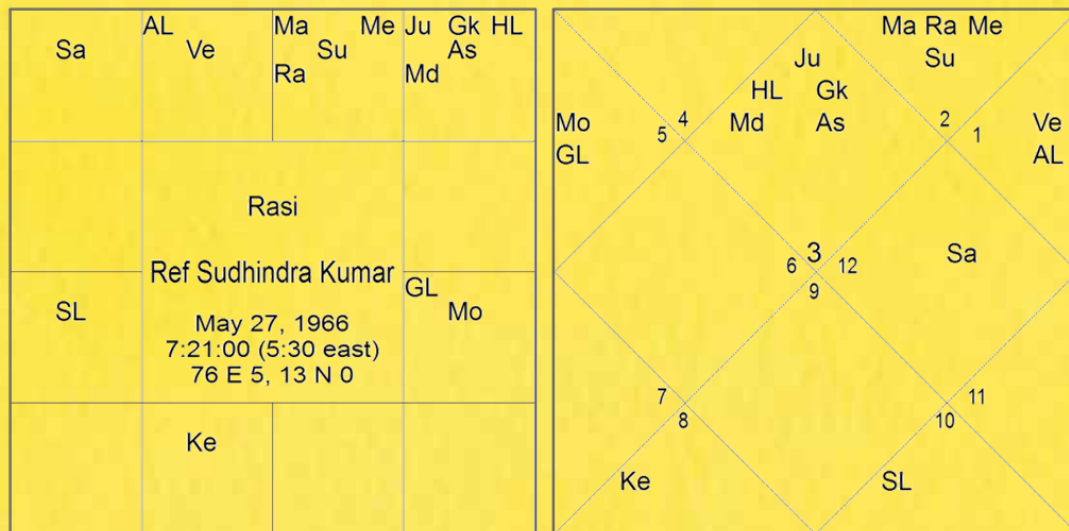 AL Ma Me Ju Gk HL
Sa Ve Su As
Ra Md
Rasi
Ref Sudhindra Kumar
GL
SL Mo
May 27, 1966
7:21:00 (5:30 east)
76 E 5, 13 N 0
Ke
Ma Ra Me
Ju Su
HL Gk
Mo 4 Md As 2 Ve
5 1
GL AL
3 Sa
6 12
9
7 11
8 10
Ke SL